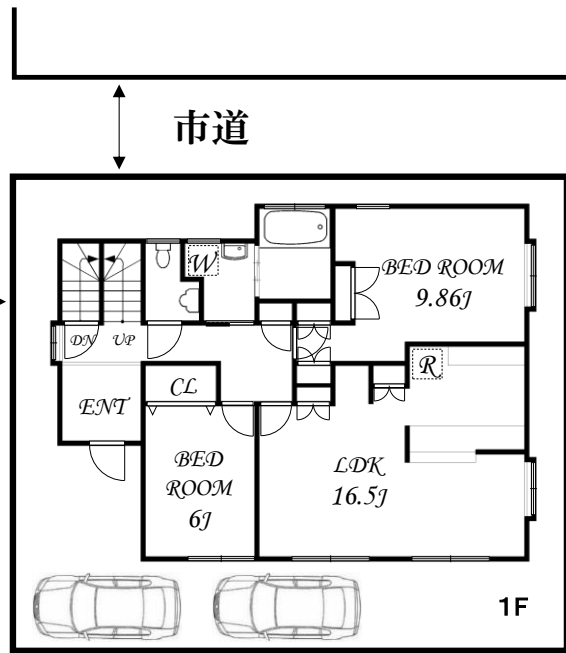 市道
W
BED ROOM
9.86J
DN UP
R
CL
ENT
BED
ROOM
6J
LDK
16.5J
1F